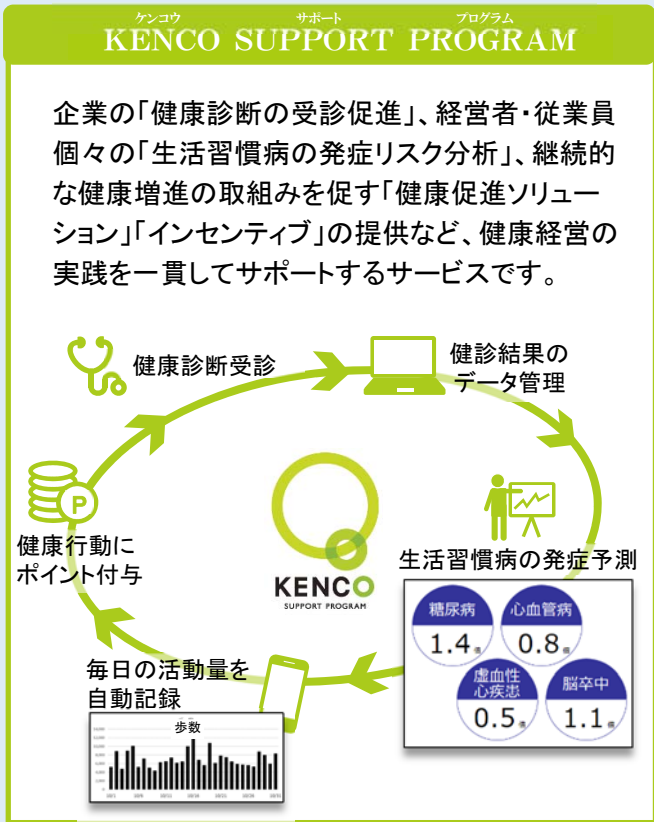 ケンコウ サポート プログラム
KENCO SUPPORT PROGRAM
企業の「健康診断の受診促進」、経営者・従業員
個々の「生活習慣病の発症リスク分析」、継続的
な健康増進の取組みを促す「健康促進ソリュー
ション」「インセンティブ」の提供など、健康経営の
実践を一貫してサポートするサービスです。
健康診断受診
健診結果の
データ管理
P
健康行動に
ポイント付与
KENCO
SUPPORT PROGRAM
生活習慣病の発症予測
糖尿病
1.4倍
心血管病
0.8倍
虚血性
心疾患
0.5倍
脳卒中
1.1倍
毎日の活動量を
自動記録
歩数